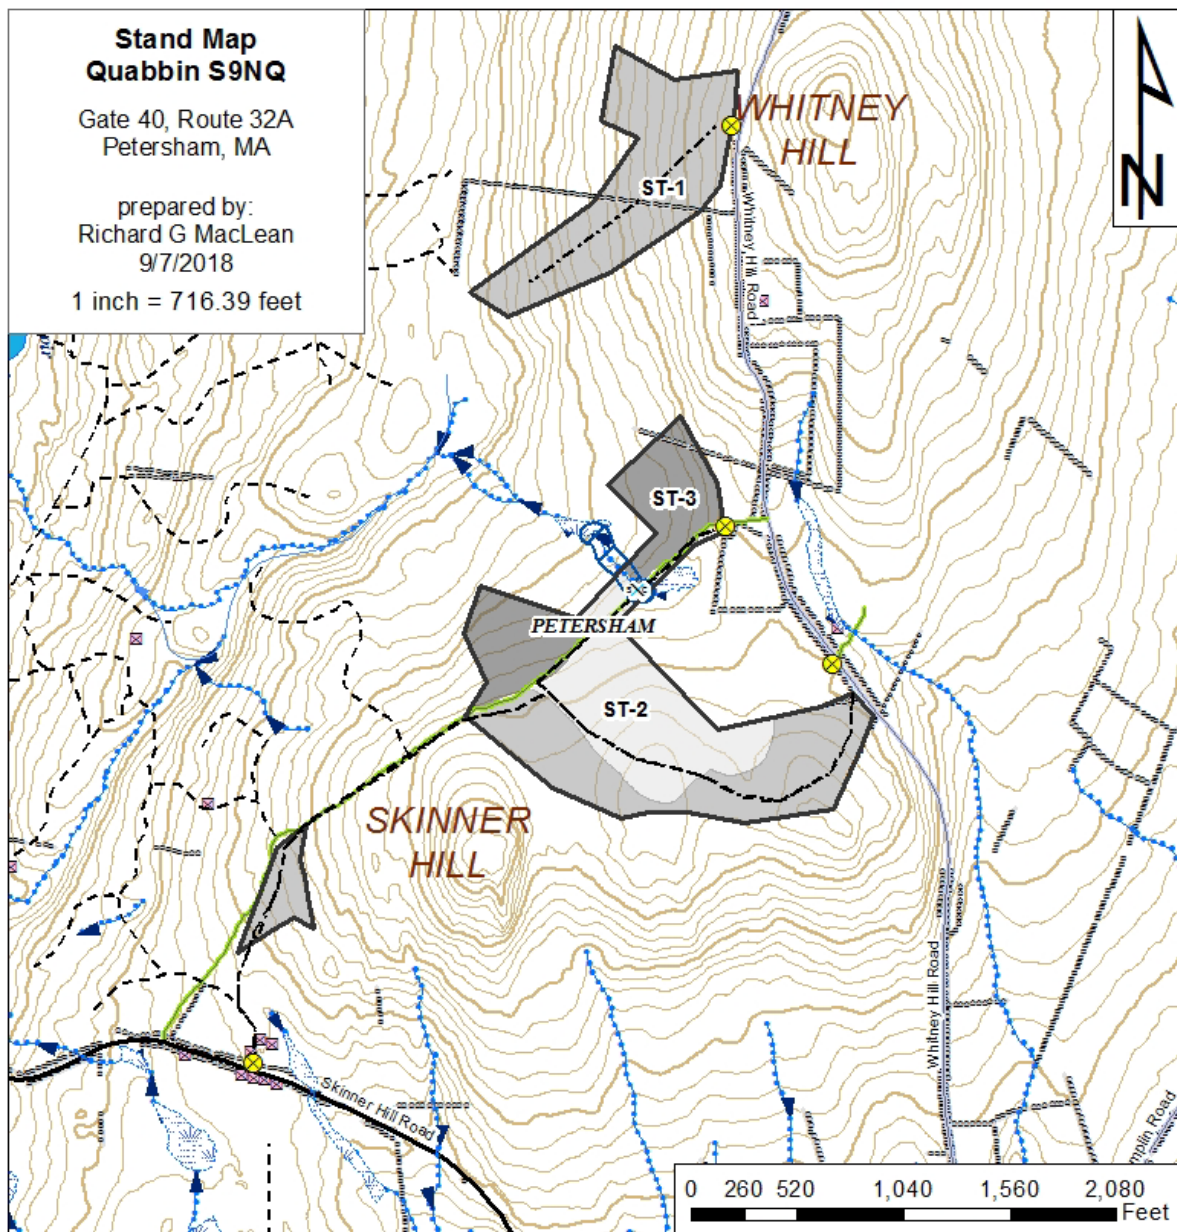 Stand Map
Quabbin S9NQ
Gate 40, Route 32A
Petersham, MA
prepared by:
Richard G MacLean
9/7/2018
1 inch = 716.39 feet
N
WHITNEY
HILL
ST-1
Whitney Hill Road
ST-3
PETERSHAM
ST-2
SKINNER
HILL
Whitney Hill Road
Skinner Hill Road
mplin Road
0 260 520 1,040 1,560 2,080
Feet